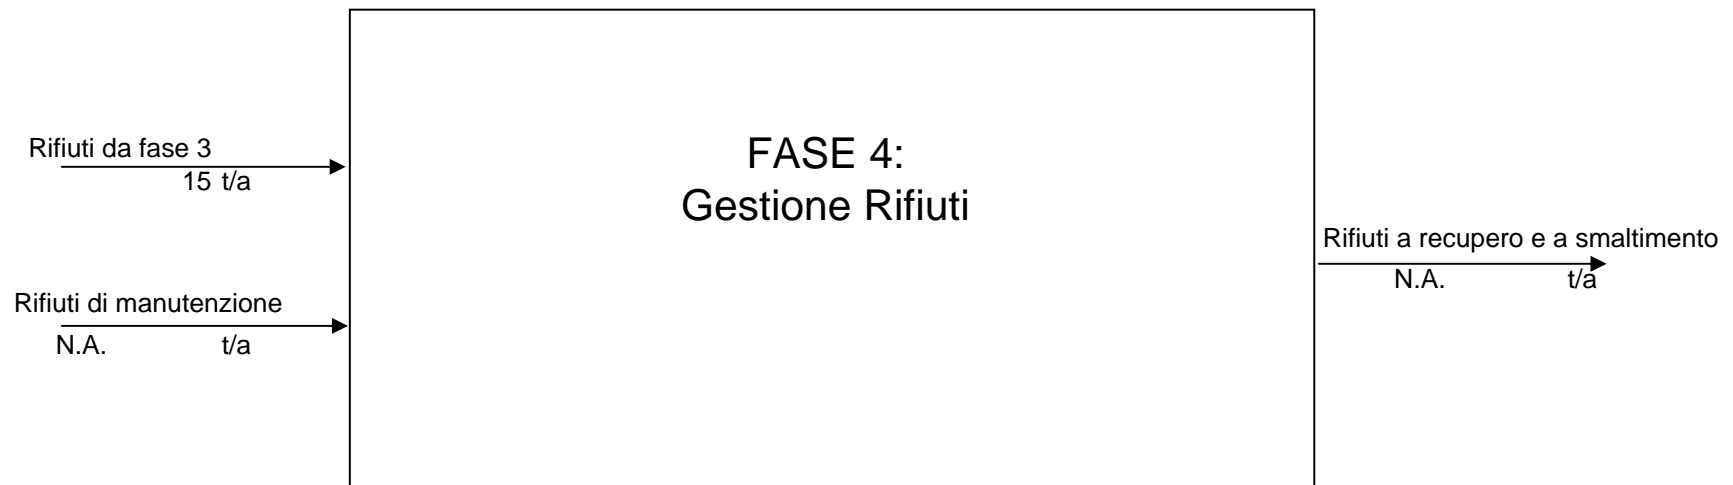 Rifiuti da fase 3
15 t/a
Rifiuti di manutenzione
N.A. t/a
FASE 4:
Gestione Rifiuti
Rifiuti a recupero e a smaltimento
N.A. t/a